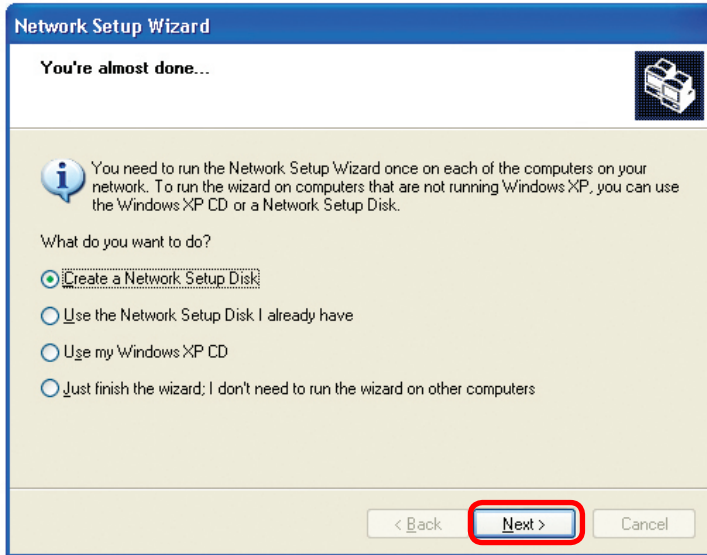 Network Setup Wizard
You're almost done...
You need to run the Network Setup Wizard once on each of the computers on your
network. To run the wizard on computers that are not running Windows XP, you can use
the Windows XP CD or a Network Setup Disk.
What do you want to do?
Create a Network Setup Disk
Use the Network Setup Disk I already have
Use my Windows XP CD
Just finish the wizard; I don't need to run the wizard on other computers
< Back Next > Cancel